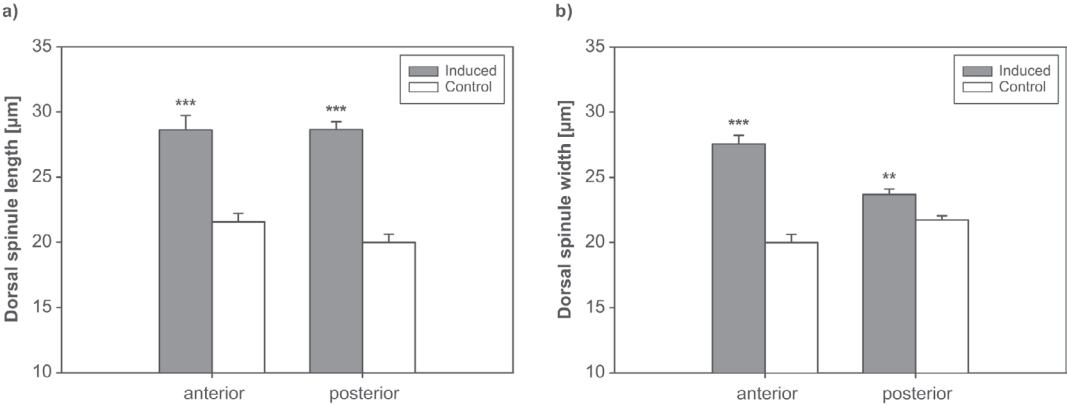 a)
Dorsal spinule length [µm]
35
30
25
20
15
10
Induced
Control
***
***
anterior
posterior
b)
Dorsal spinule width [µm]
35
30
25
20
15
10
Induced
Control
***
**
anterior
posterior